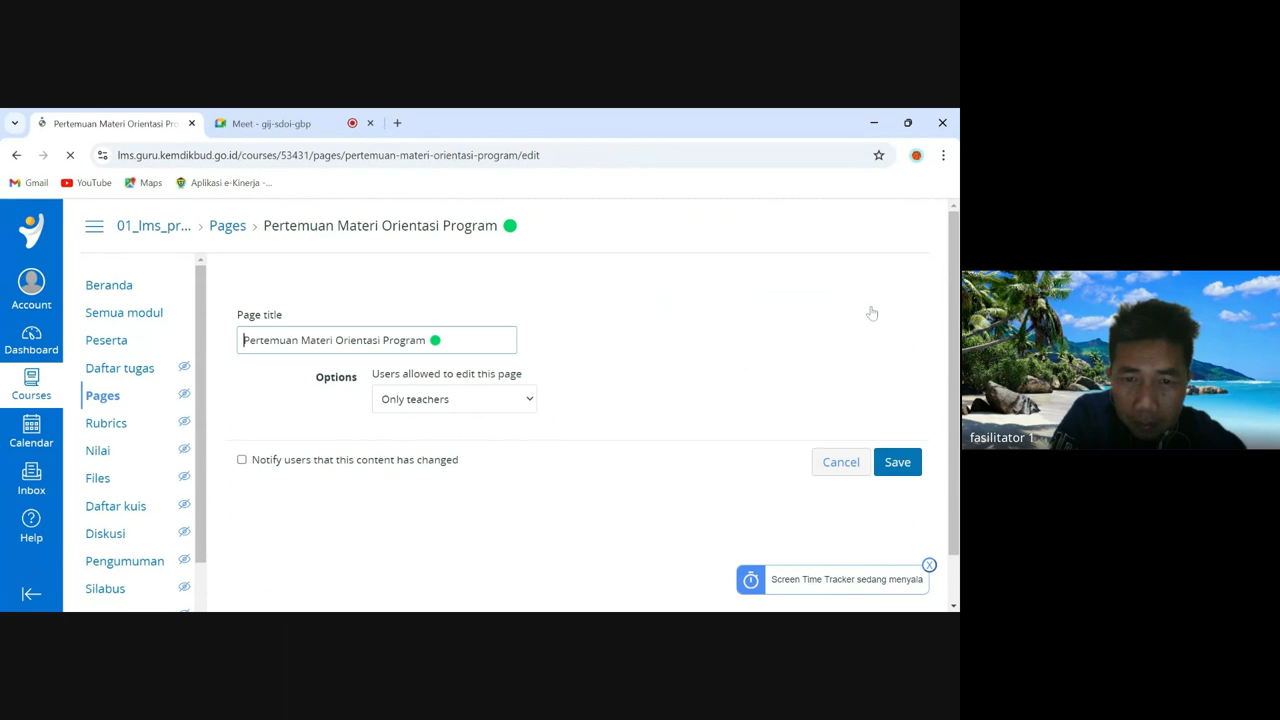 Pertemuan Materi Orientasi Pro
Meet - gij-sdoi-gbp
lms.guru.kemdikbud.go.id/courses/53431/pages/pertemuan-materi-orientasi-program/edit
Gmail
YouTube
Maps
Aplikasi e-Kinerja -...
01_lms_pr... > Pages > Pertemuan Materi Orientasi Program
Account
Dashboard
Courses
Calendar
Inbox
Help
Beranda
Semua modul
Peserta
Daftar tugas
Pages
Rubrics
Nilai
Files
Daftar kuis
Diskusi
Pengumuman
Silabus
Page title
Pertemuan Materi Orientasi Program
Options
Users allowed to edit this page
Only teachers
Notify users that this content has changed
Cancel
Save
X
Screen Time Tracker sedang menyala
fasilitator 1